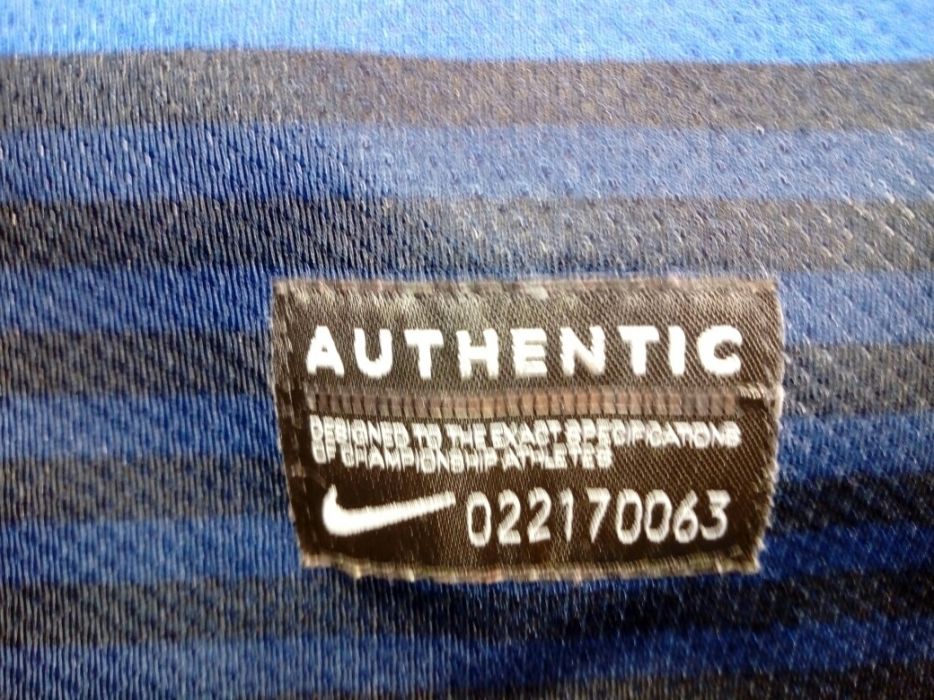 AUTHENTIC
DESIGNED TO THE EXACT SPECIFICATIONS
OF CHAMPIONSHIP ATHLETES
022170063